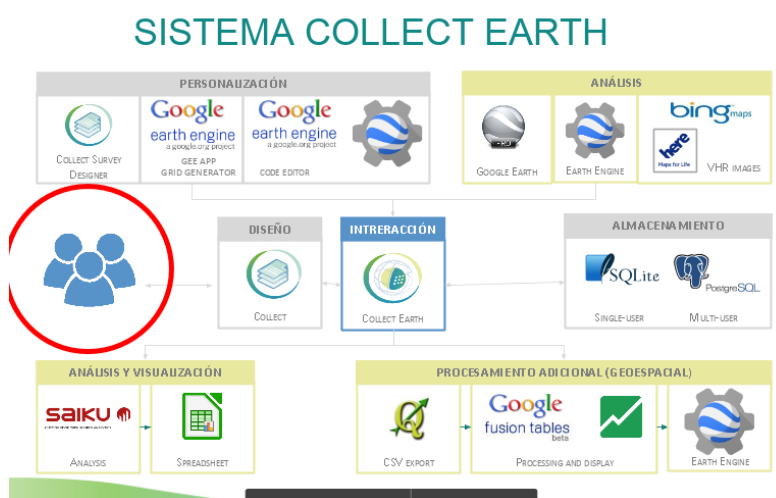 SISTEMA COLLECT EARTH
PERSONALIZACIÓN
COLLECT SURVEY
DESIGNER
Google
earth engine
a google.org project
GEE APP
GRID GENERATOR
Google
earth engine
a google.org project
CODE EDITOR
ANÁLISIS
GOOGLE EARTH
EARTH ENGINE
bing maps
here
Maps for Life
VHR IMAGES
DISEÑO
COLLECT
INTRERACCIÓN
COLLECT EARTH
ALMACENAMIENTO
SQLite
SINGLE-USER
PostgreSQL
MULTI-USER
ANÁLISIS Y VISUALIZACIÓN
saiku
ANALYSIS
SPREADSHEET
PROCESAMIENTO ADICIONAL (GEOESPACIAL)
CSV EXPORT
Google
fusion tables
beta
PROCESSING AND DISPLAY
EARTH ENGINE